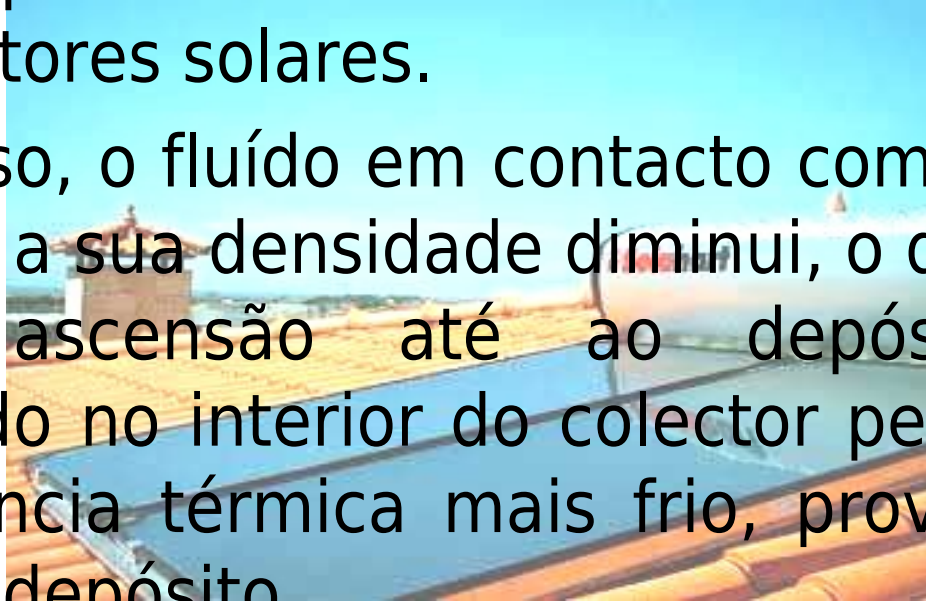 tores solares.
so, o fluído em contacto com
a sua densidade diminui, o
ascensão até ao depós
do no interior do colector pe
ncia térmica mais frio, prov
depósito